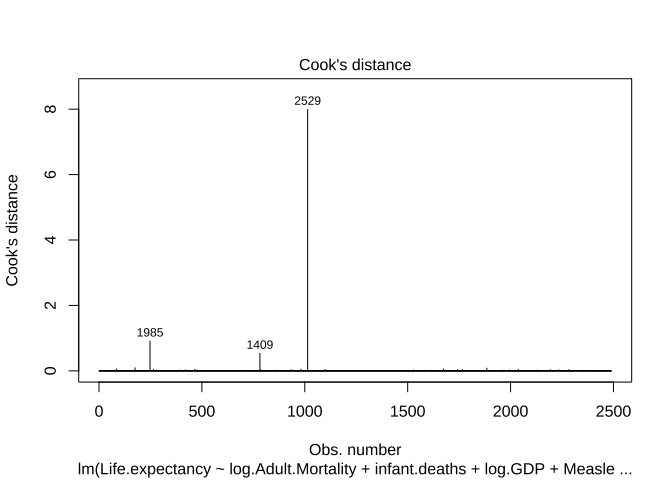 Cook's distance
8
6
4
2
0
Cook's distance
2529
1985
1409
0 500 1000 1500 2000 2500
Obs. number
lm(Life.expectancy ~ log.Adult.Mortality + infant.deaths + log.GDP + Measle ...